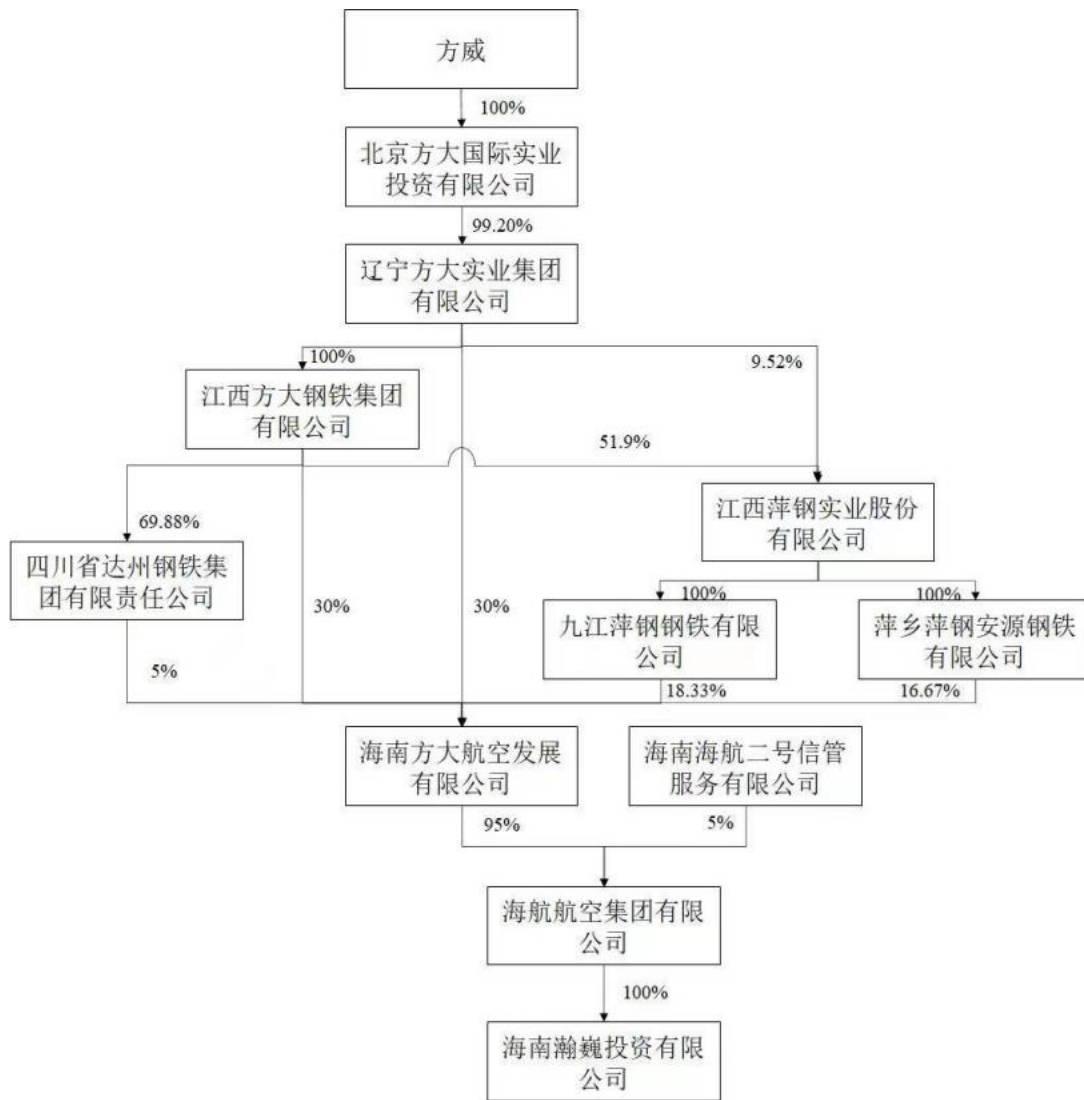 方威
100%
北京方大国际实业
投资有限公司
99.20%
辽宁方大实业集团
有限公司
100%
9.52%
江西方大钢铁集团
有限公司
51.9%
江西萍钢实业股份
有限公司
69.88%
四川省达州钢铁集
团有限责任公司
30%
30%
100%
100%
九江萍钢钢铁有限
公司
萍乡萍钢安源钢铁
有限公司
5%
18.33%
16.67%
海南方大航空发展
有限公司
海南海航二号信管
服务有限公司
95%
5%
海航航空集团有限
公司
100%
海南瀚巍投资有限
公司